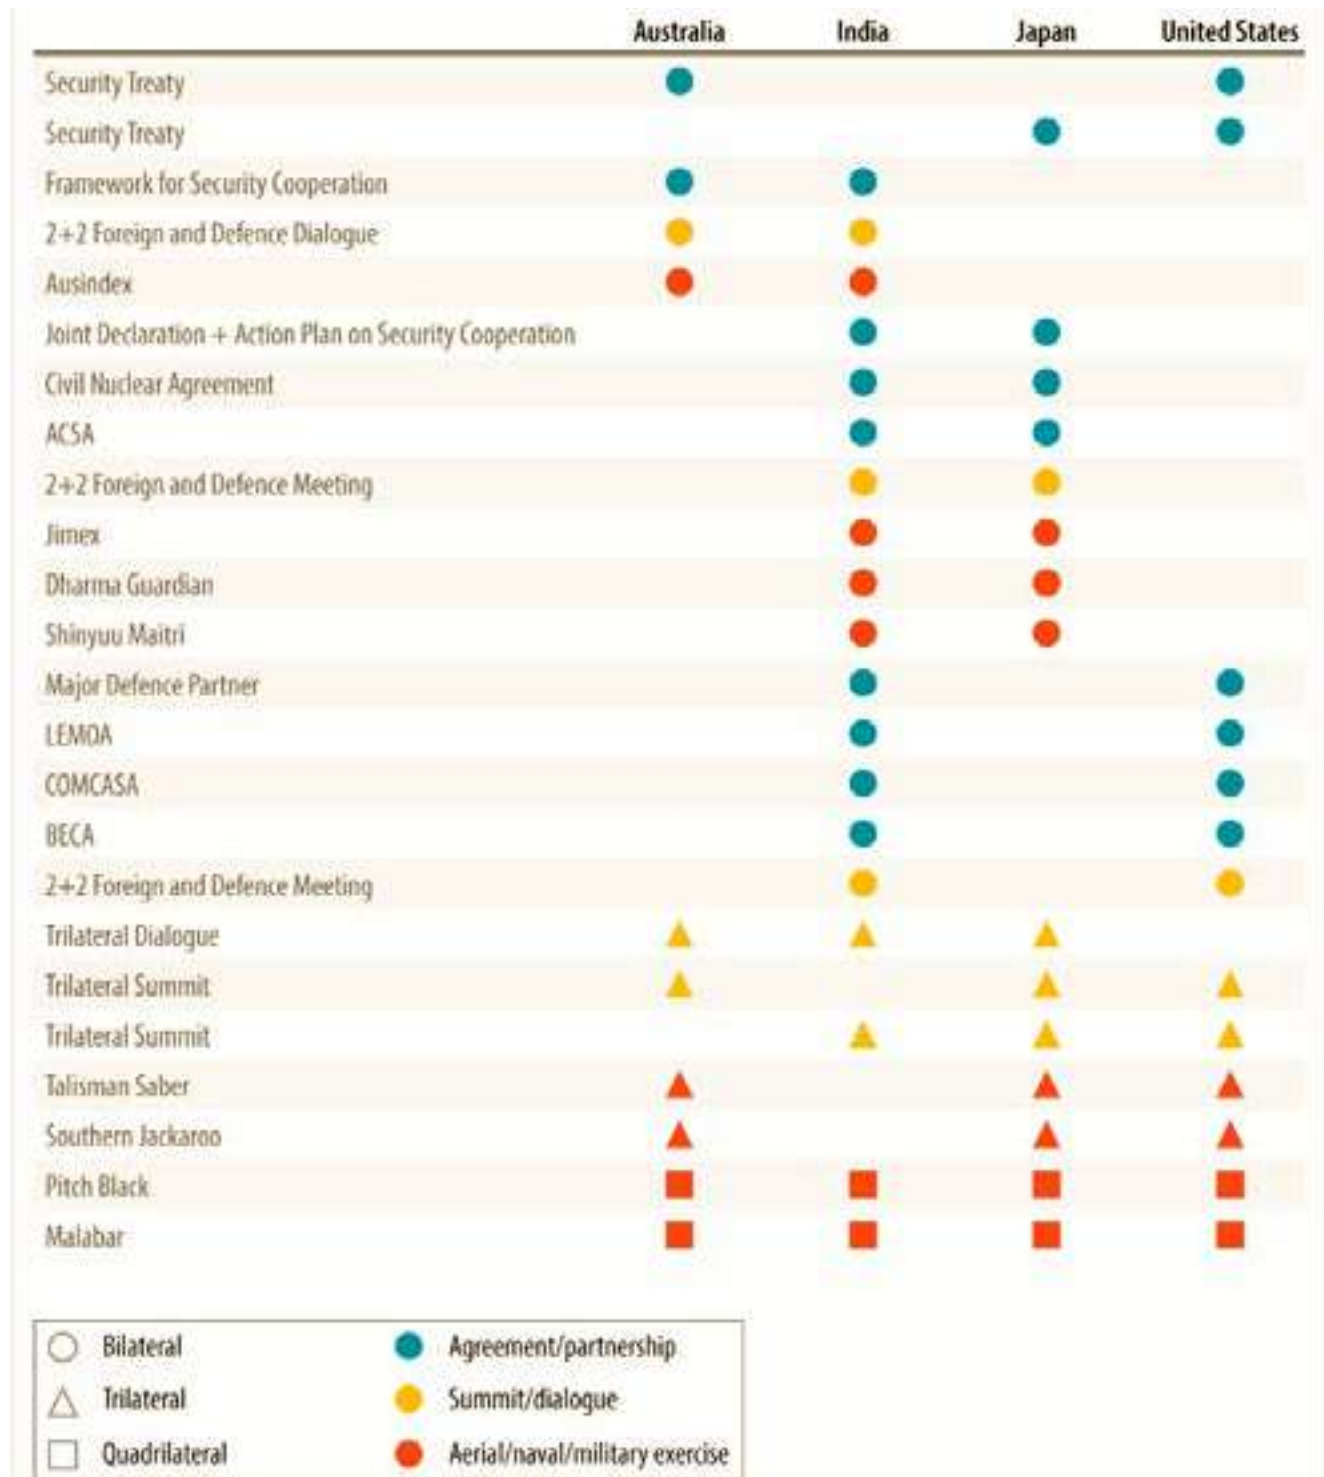 Australia India Japan United States
Security Treaty
Security Treaty
Framework for Security Cooperation
2+2 Foreign and Defence Dialogue
Ausindex
Joint Declaration + Action Plan on Security Cooperation
Civil Nuclear Agreement
ACSA
2+2 Foreign and Defence Meeting
Jimex
Dharma Guardian
Shinyuu Maitri
Major Defence Partner
LEMOA
COMCASA
BECA
2+2 Foreign and Defence Meeting
Trilateral Dialogue
Trilateral Summit
Trilateral Summit
Talisman Saber
Southern Jackaroo
Pitch Black
Malabar
Bilateral Agreement/partnership
Trilateral Summit/dialogue
Quadrilateral Aerial/naval/military exercise